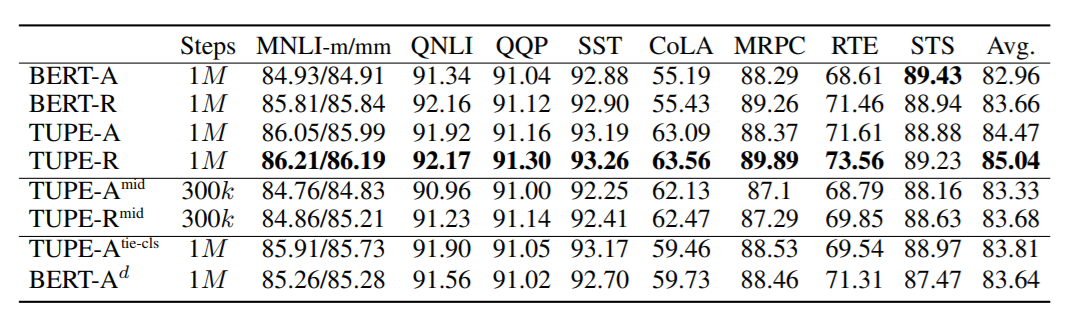 Steps MNLI-m/mm QNLI QQP SST CoLA MRPC RTE STS Avg.
BERT-A 1M 84.93/84.91 91.34 91.04 92.88 55.19 88.29 68.61 89.43 82.96
BERT-R 1M 85.81/85.84 92.16 91.12 92.90 55.43 89.26 71.46 88.94 83.66
TUPE-A 1M 86.05/85.99 91.92 91.16 93.19 63.09 88.37 71.61 88.88 84.47
TUPE-R 1M 86.21/86.19 92.17 91.30 93.26 63.56 89.89 73.56 89.23 85.04
TUPE-A^mid 300k 84.76/84.83 90.96 91.00 92.25 62.13 87.1 68.79 88.16 83.33
TUPE-R^mid 300k 84.86/85.21 91.23 91.14 92.41 62.47 87.29 69.85 88.63 83.68
TUPE-A^tie-cls 1M 85.91/85.73 91.90 91.05 93.17 59.46 88.53 69.54 88.97 83.81
BERT-A^d 1M 85.26/85.28 91.56 91.02 92.70 59.73 88.46 71.31 87.47 83.64